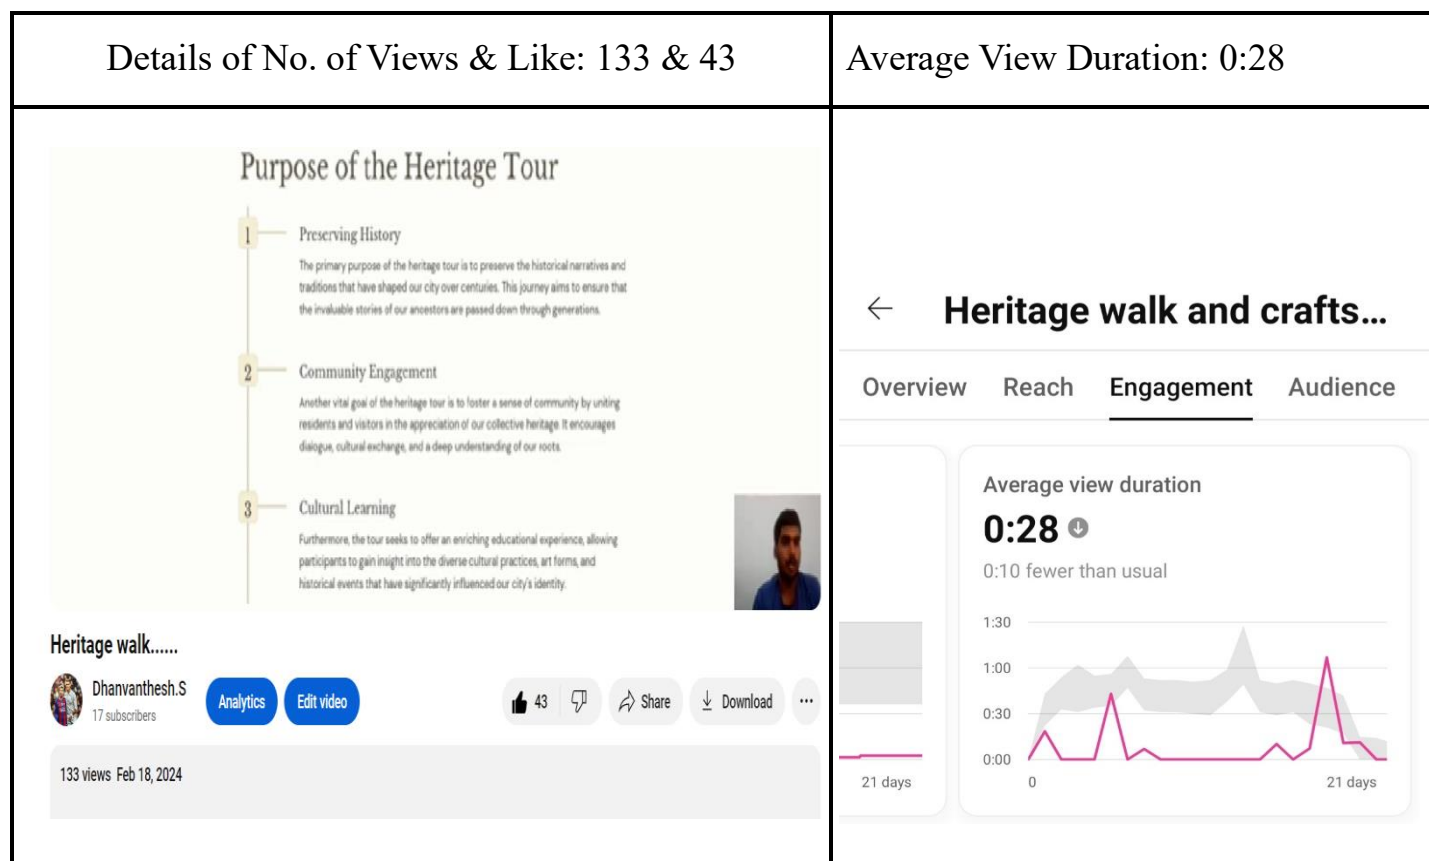 Details of No. of Views & Like: 133 & 43
Average View Duration: 0:28
Purpose of the Heritage Tour
1
Preserving History
The primary purpose of the heritage tour is to preserve the historical narratives and
traditions that have shaped our city over centuries. This journey aims to ensure that
the invaluable stories of our ancestors are passed down through generations.
2
Community Engagement
Another vital goal of the heritage tour is to foster a sense of community by uniting
residents and visitors in the appreciation of our collective heritage. It encourages
dialogue, cultural exchange, and a deep understanding of our roots.
3
Cultural Learning
Furthermore, the tour seeks to offer an enriching educational experience, allowing
participants to gain insight into the diverse cultural practices, art forms, and
historical events that have significantly influenced our city's identity.
Heritage walk......
Dhanvanthesh.S
17 subscribers
Analytics
Edit video
43
Share
Download
...
133 views Feb 18, 2024
Heritage walk and crafts...
Overview Reach Engagement Audience
21 days
Average view duration
0:28
0:10 fewer than usual
1:30
1:00
0:30
0:00
0
21 days